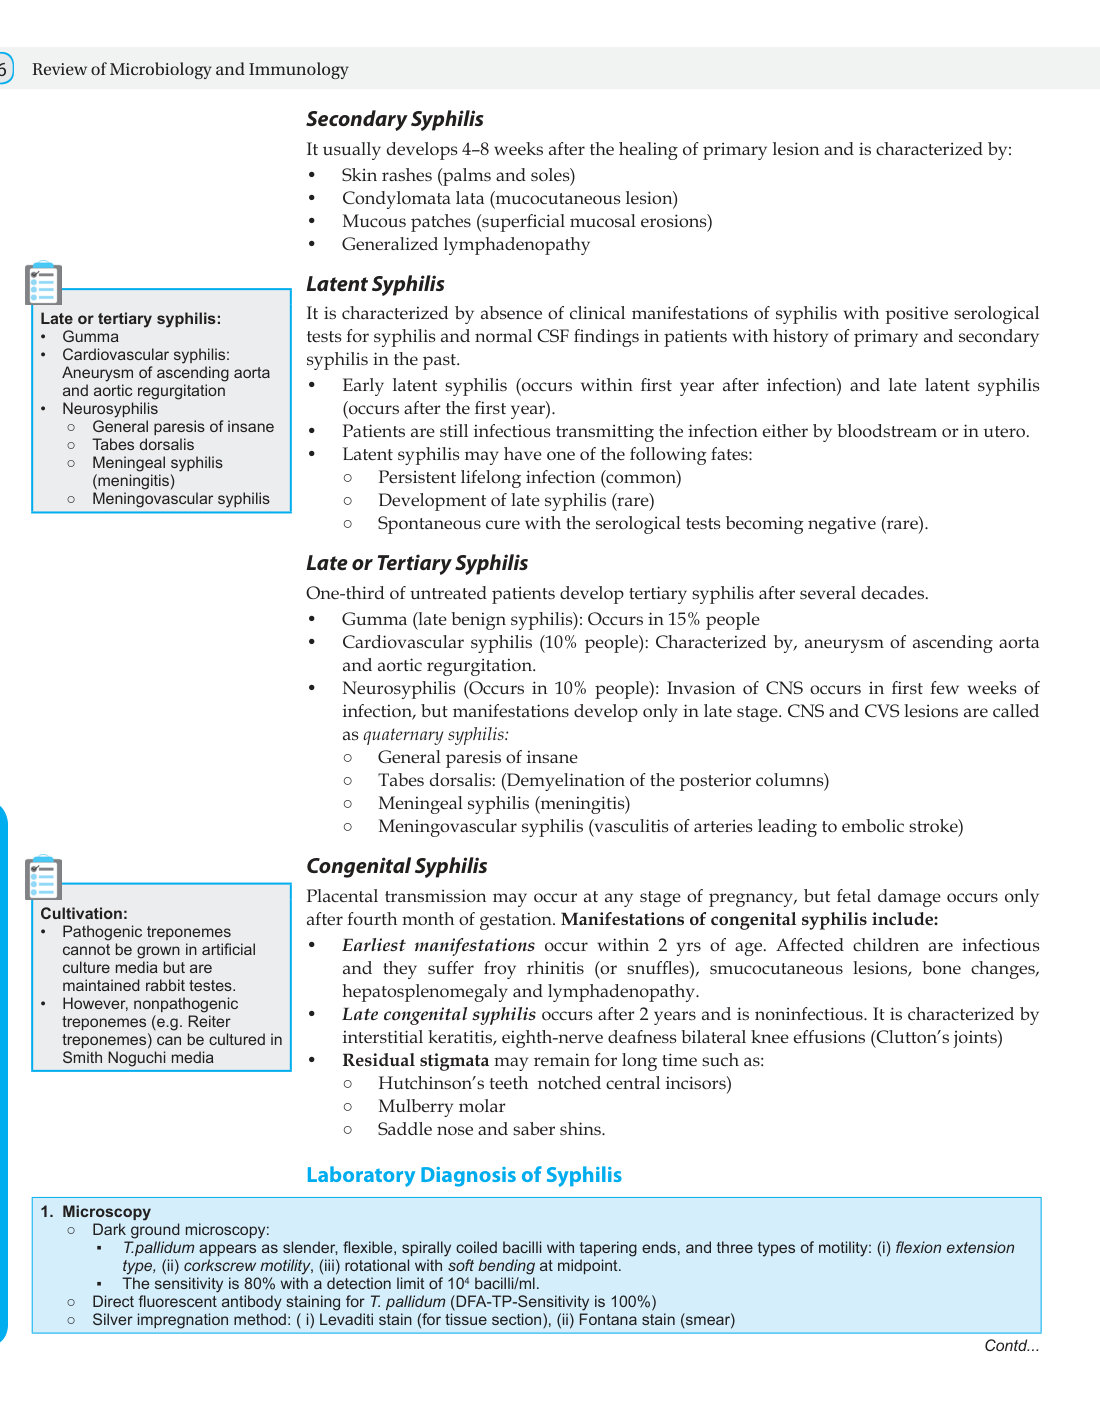 6 Review of Microbiology and Immunology
Secondary Syphilis
It usually develops 4–8 weeks after the healing of primary lesion and is characterized by:
• Skin rashes (palms and soles)
• Condylomata lata (mucocutaneous lesion)
• Mucous patches (superficial mucosal erosions)
• Generalized lymphadenopathy
Latent Syphilis
It is characterized by absence of clinical manifestations of syphilis with positive serological
tests for syphilis and normal CSF findings in patients with history of primary and secondary
syphilis in the past.
• Early latent syphilis (occurs within first year after infection) and late latent syphilis
(occurs after the first year).
• Patients are still infectious transmitting the infection either by bloodstream or in utero.
• Latent syphilis may have one of the following fates:
○ Persistent lifelong infection (common)
○ Development of late syphilis (rare)
○ Spontaneous cure with the serological tests becoming negative (rare).
Late or tertiary syphilis:
• Gumma
• Cardiovascular syphilis:
Aneurysm of ascending aorta
and aortic regurgitation
• Neurosyphilis
○ General paresis of insane
○ Tabes dorsalis
○ Meningeal syphilis
(meningitis)
○ Meningovascular syphilis
Late or Tertiary Syphilis
One-third of untreated patients develop tertiary syphilis after several decades.
• Gumma (late benign syphilis): Occurs in 15% people
• Cardiovascular syphilis (10% people): Characterized by, aneurysm of ascending aorta
and aortic regurgitation.
• Neurosyphilis (Occurs in 10% people): Invasion of CNS occurs in first few weeks of
infection, but manifestations develop only in late stage. CNS and CVS lesions are called
as quaternary syphilis:
○ General paresis of insane
○ Tabes dorsalis: (Demyelination of the posterior columns)
○ Meningeal syphilis (meningitis)
○ Meningovascular syphilis (vasculitis of arteries leading to embolic stroke)
Congenital Syphilis
Placental transmission may occur at any stage of pregnancy, but fetal damage occurs only
after fourth month of gestation. Manifestations of congenital syphilis include:
• Earliest manifestations occur within 2 yrs of age. Affected children are infectious
and they suffer froy rhinitis (or snuffles), smucocutaneous lesions, bone changes,
hepatosplenomegaly and lymphadenopathy.
• Late congenital syphilis occurs after 2 years and is noninfectious. It is characterized by
interstitial keratitis, eighth-nerve deafness bilateral knee effusions (Clutton's joints)
• Residual stigmata may remain for long time such as:
○ Hutchinson's teeth notched central incisors)
○ Mulberry molar
○ Saddle nose and saber shins.
Cultivation:
• Pathogenic treponemes
cannot be grown in artificial
culture media but are
maintained rabbit testes.
• However, nonpathogenic
treponemes (e.g. Reiter
treponemes) can be cultured in
Smith Noguchi media
Laboratory Diagnosis of Syphilis
1. Microscopy
○ Dark ground microscopy:
▪ T.pallidum appears as slender, flexible, spirally coiled bacilli with tapering ends, and three types of motility: (i) flexion extension
type, (ii) corkscrew motility, (iii) rotational with soft bending at midpoint.
▪ The sensitivity is 80% with a detection limit of 10⁴ bacilli/ml.
○ Direct fluorescent antibody staining for T. pallidum (DFA-TP-Sensitivity is 100%)
○ Silver impregnation method: ( i) Levaditi stain (for tissue section), (ii) Fontana stain (smear)
Contd...